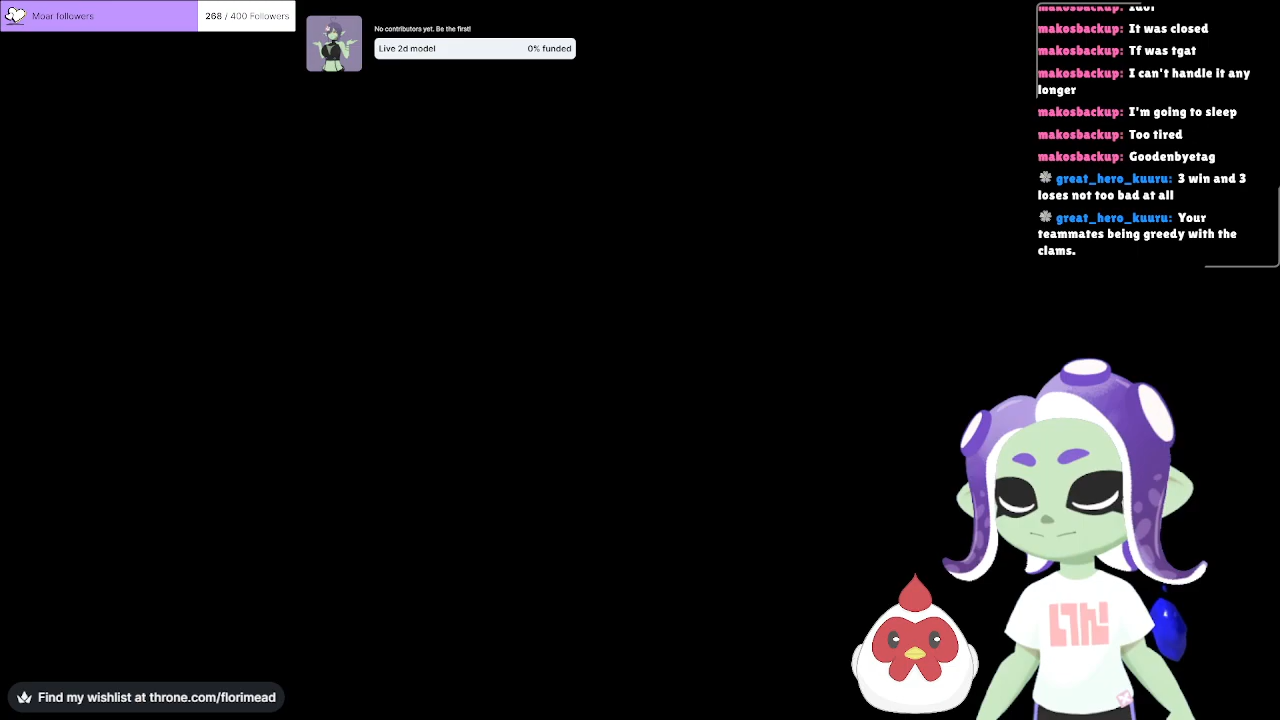 Moar followers
268 / 400 Followers
No contributors yet. Be the first!
Live 2d model
0% funded
makosbackup:
makosbackup: It was closed
makosbackup: Tf was tgat
makosbackup: I can't handle it any
longer
makosbackup: I'm going to sleep
makosbackup: Too tired
makosbackup: Goodenbyetag
great_hero_kuuru: 3 win and 3
loses not too bad at all
great_hero_kuuru: Your
teammates being greedy with the
clams.
Find my wishlist at throne.com/florimead